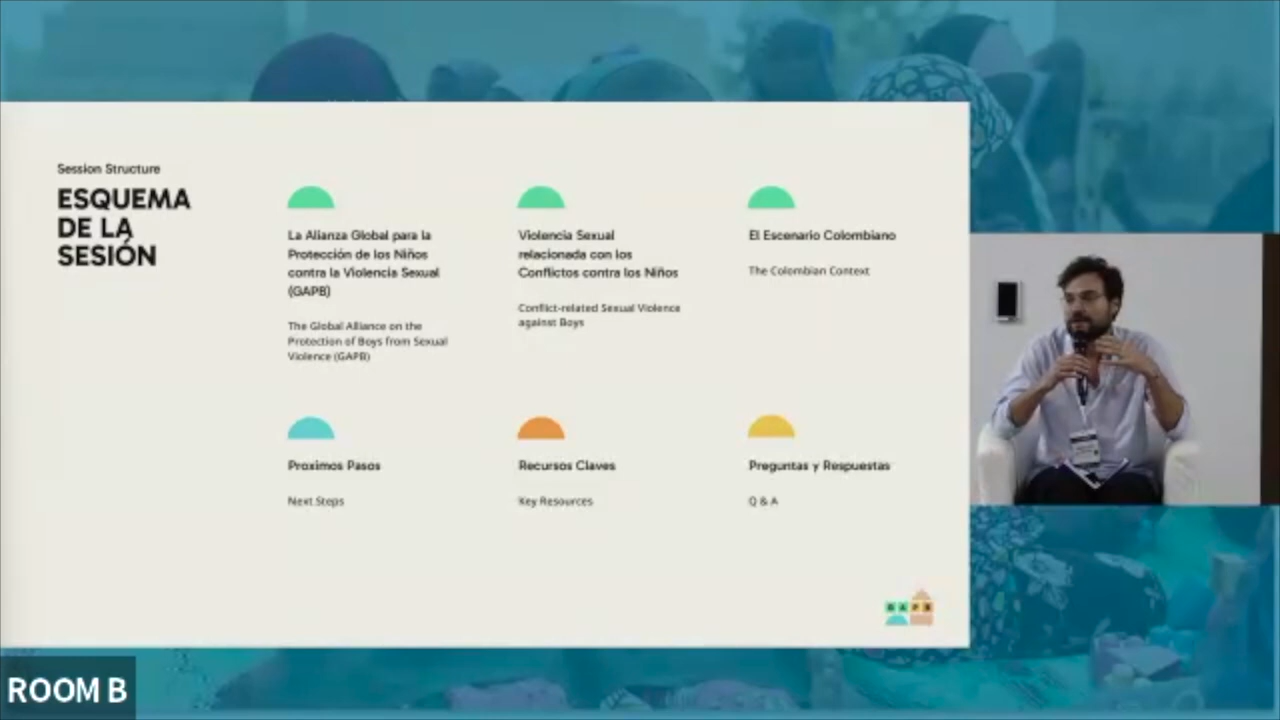 Session Structure
ESQUEMA
DE LA
SESIÓN
La Alianza Global para la
Protección de los Niños
contra la Violencia Sexual
(GAPB)
The Global Alliance on the
Protection of Boys from Sexual
Violence (GAPB)
Violencia Sexual
relacionada con los
Conflictos contra los Niños
Conflict-related Sexual Violence
against Boys
El Escenario Colombiano
The Colombian Context
Proximos Pasos
Next Steps
Recursos Claves
Key Resources
Preguntas y Respuestas
Q & A
GAPB
ROOM B